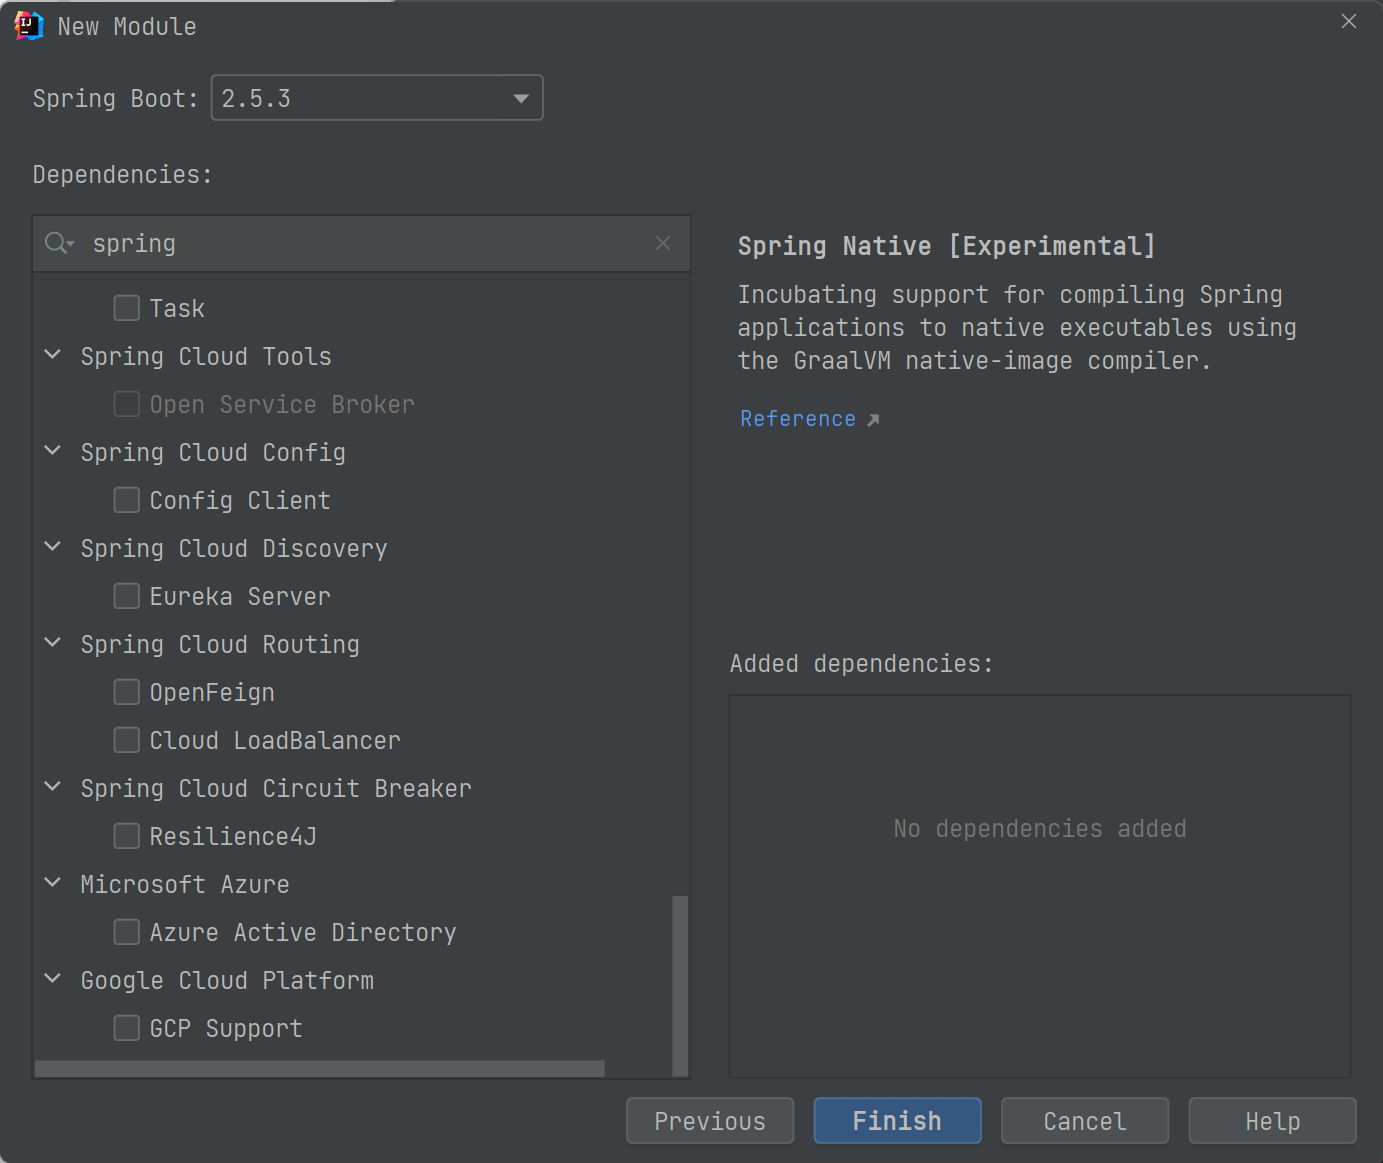 New Module
Spring Boot: 2.5.3
Dependencies:
spring
Task
Spring Cloud Tools
Open Service Broker
Spring Cloud Config
Config Client
Spring Cloud Discovery
Eureka Server
Spring Cloud Routing
OpenFeign
Cloud LoadBalancer
Spring Cloud Circuit Breaker
Resilience4J
Microsoft Azure
Azure Active Directory
Google Cloud Platform
GCP Support
Spring Native [Experimental]
Incubating support for compiling Spring
applications to native executables using
the GraalVM native-image compiler.
Reference
Added dependencies:
No dependencies added
Previous
Finish
Cancel
Help